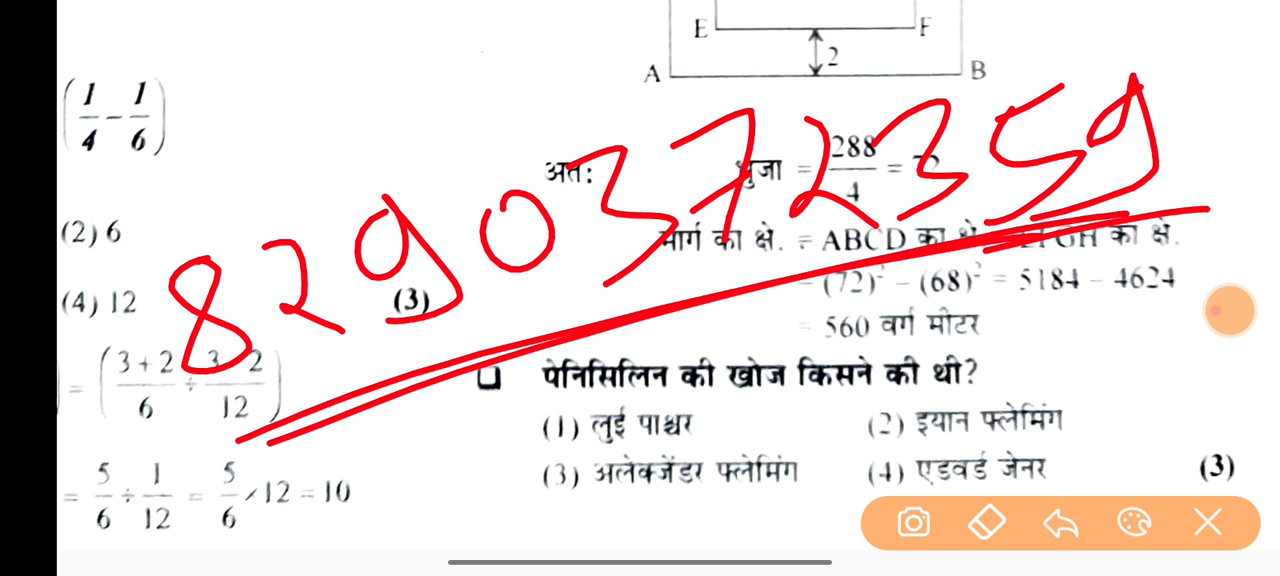 E F
2
A B
(1/4 - 1/6)
8290372359
अतः भुजा = 288/4 = 72
(2) 6
मार्ग का क्षे. = ABCD का क्षे. EFGH का क्षे.
(4) 12 (3)
- (72)² - (68)² = 5184 - 4624
= 560 वर्ग मीटर
= (3+2/6 ÷ 3 2/12)
❑ पेनिसिलिन की खोज किसने की थी?
(1) लुई पाश्चर (2) इयान फ्लेमिंग
(3) अलेक्जेंडर फ्लेमिंग (4) एडवर्ड जेनर (3)
= 5/6 ÷ 1/12 = 5/6 × 12 = 10